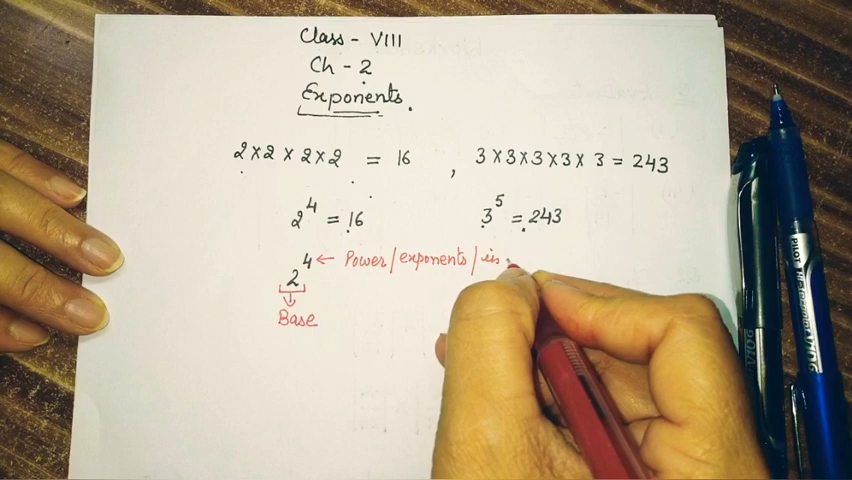 Class - VIII
Ch - 2
Exponents.
2 × 2 × 2 × 2 = 16 , 3 × 3 × 3 × 3 × 3 = 243
2⁴ = 16 3⁵ = 243
2⁴ ← Power/exponents/in
Base
PILOT